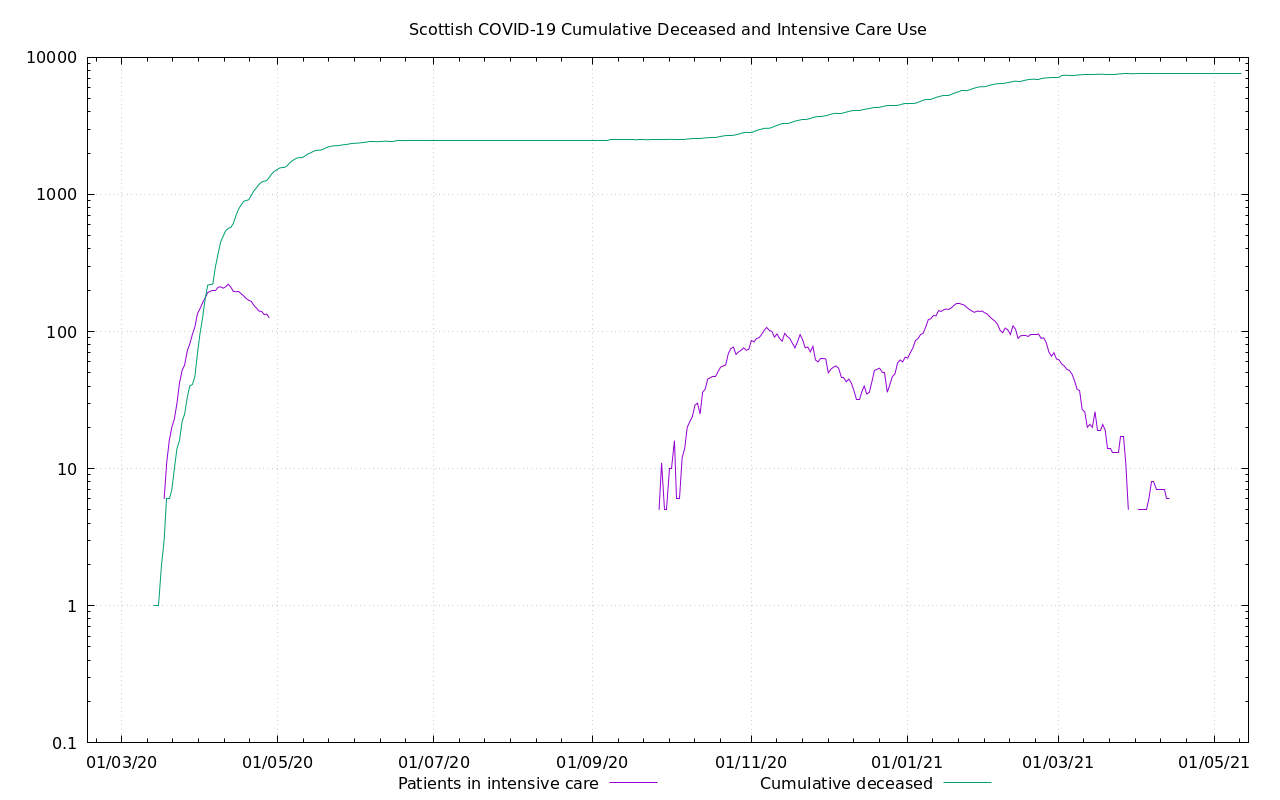 Scottish COVID-19 Cumulative Deceased and Intensive Care Use
10000
1000
100
10
1
0.1
01/03/20 01/05/20 01/07/20 01/09/20 01/11/20 01/01/21 01/03/21 01/05/21
Patients in intensive care Cumulative deceased